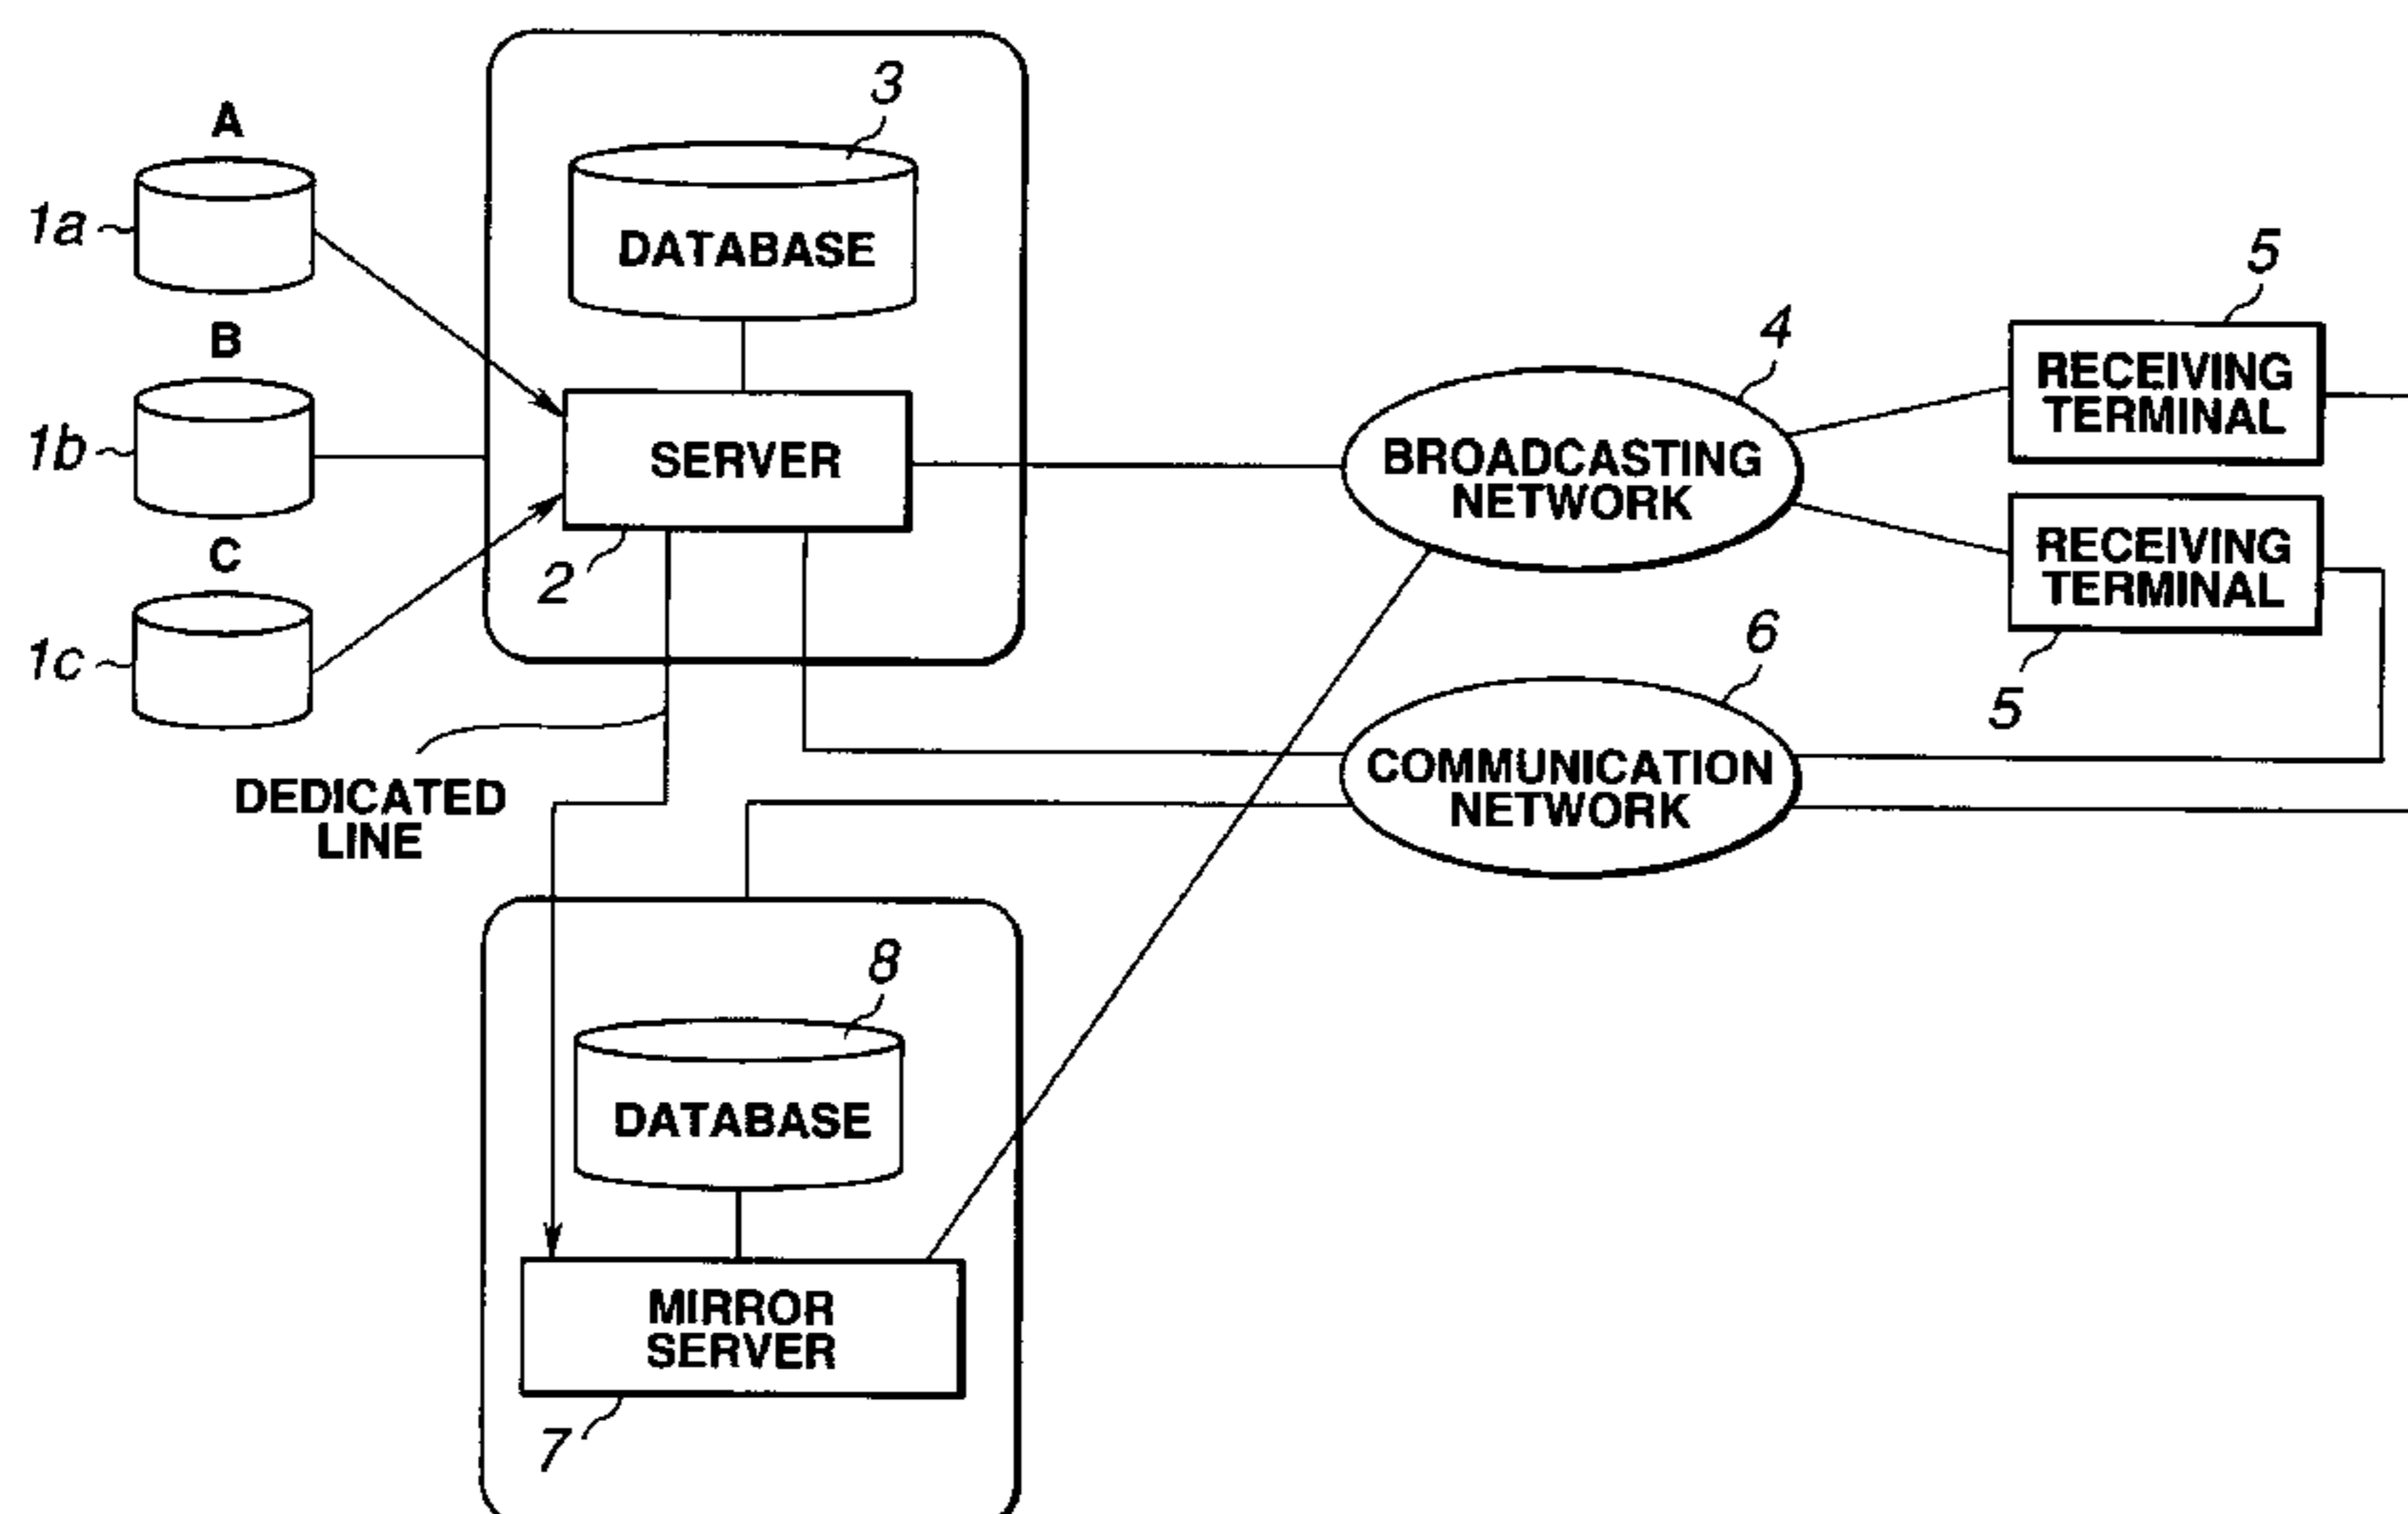 A
1a
B
1b
C
1c
3
DATABASE
SERVER
2
4
BROADCASTING
NETWORK
5
RECEIVING
TERMINAL
RECEIVING
TERMINAL
5
6
COMMUNICATION
NETWORK
DEDICATED
LINE
8
DATABASE
MIRROR
SERVER
7